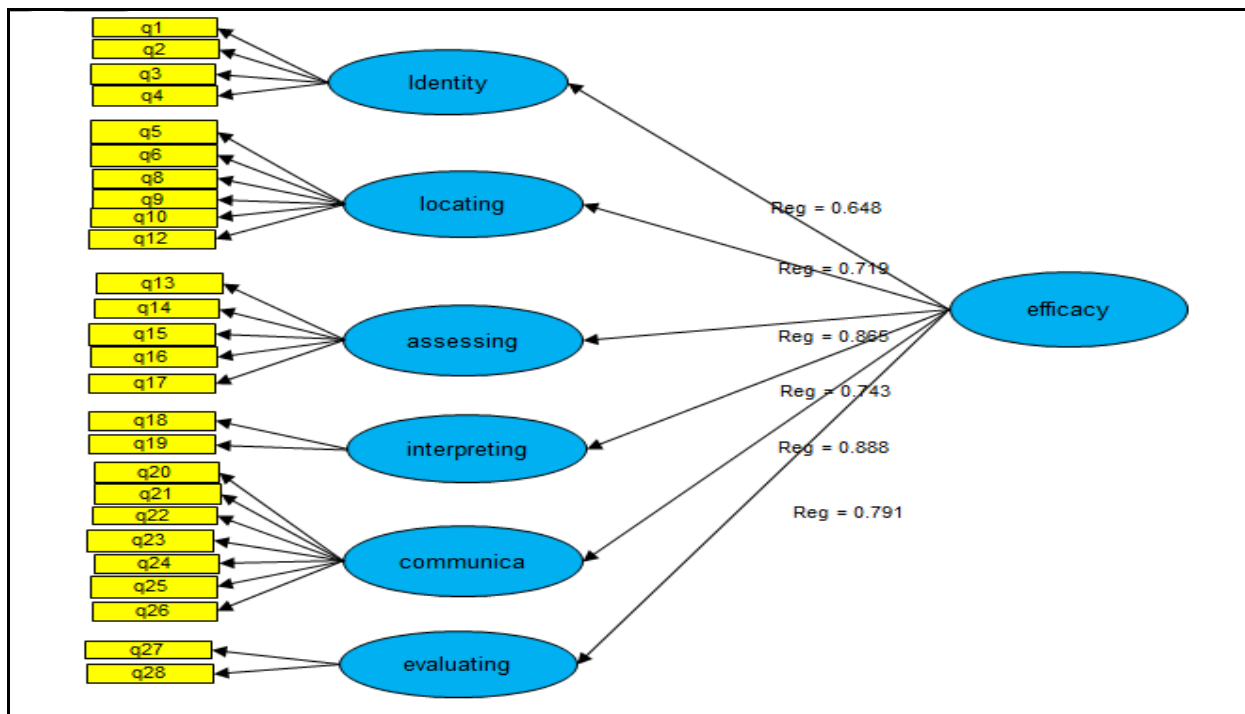 q1
q2
q3
q4
Identity
q5
q6
q8
q9
q10
q12
locating
q13
q14
q15
q16
q17
assessing
q18
q19
interpreting
q20
q21
q22
q23
q24
q25
q26
communica
q27
q28
evaluating
Reg = 0.648
Reg = 0.719
Reg = 0.865
Reg = 0.743
Reg = 0.888
Reg = 0.791
efficacy